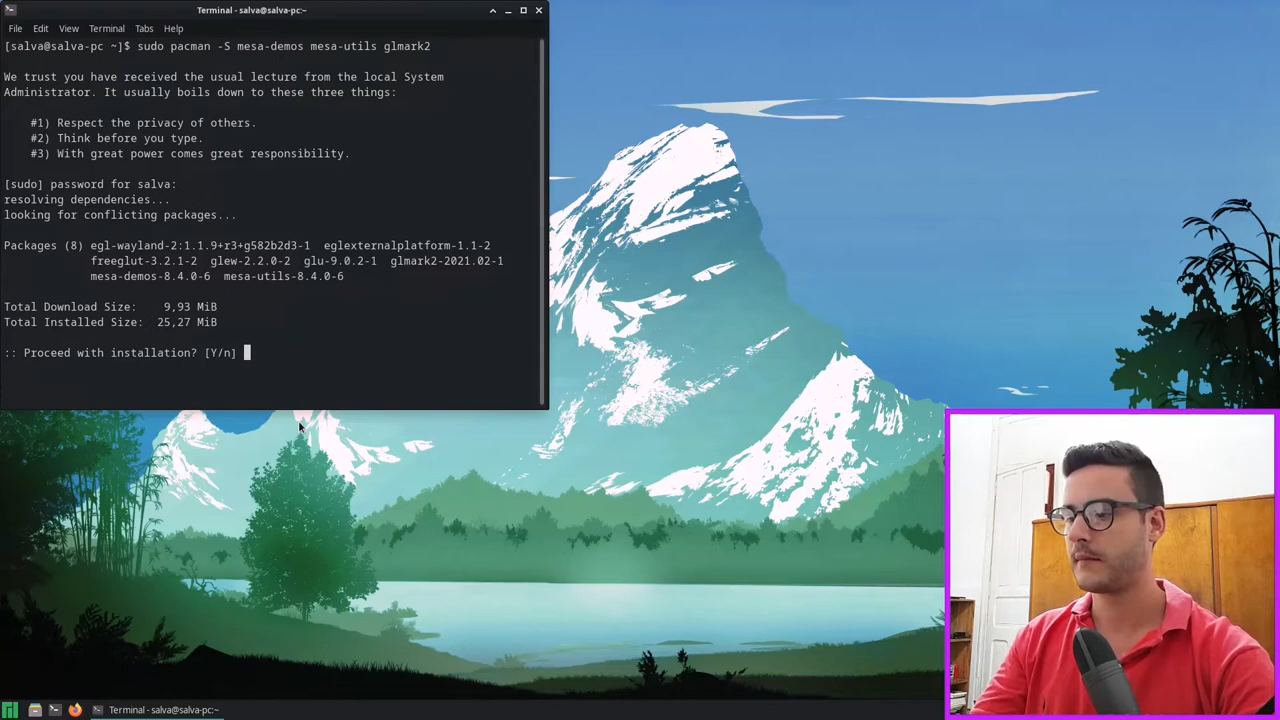 Terminal - salva@salva-pc:~
File Edit View Terminal Tabs Help
[salva@salva-pc ~]$ sudo pacman -S mesa-demos mesa-utils glmark2
We trust you have received the usual lecture from the local System
Administrator. It usually boils down to these three things:
#1) Respect the privacy of others.
#2) Think before you type.
#3) With great power comes great responsibility.
[sudo] password for salva:
resolving dependencies...
looking for conflicting packages...
Packages (8) egl-wayland-2:1.1.9+r3+g582b2d3-1 eglexternalplatform-1.1-2
freeglut-3.2.1-2 glew-2.2.0-2 glu-9.0.2-1 glmark2-2021.02-1
mesa-demos-8.4.0-6 mesa-utils-8.4.0-6
Total Download Size: 9,93 MiB
Total Installed Size: 25,27 MiB
:: Proceed with installation? [Y/n]
Terminal - salva@salva-pc:~